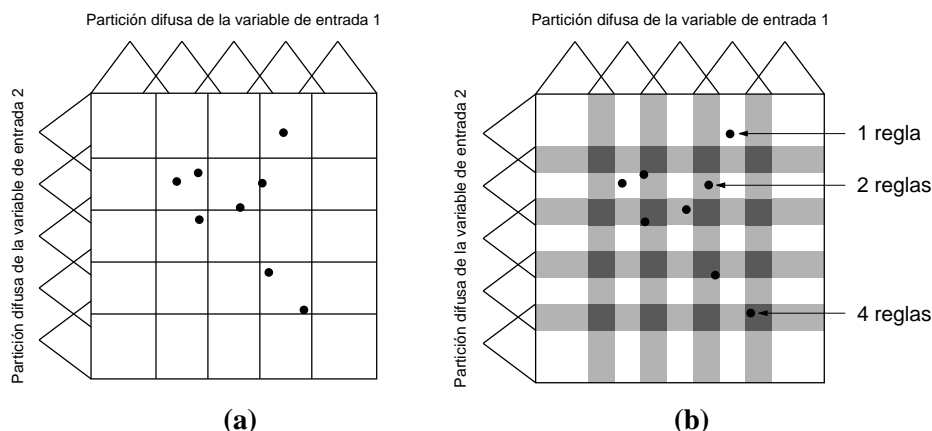 Partición difusa de la variable de entrada 1
Partición difusa de la variable de entrada 2
(a)
Partición difusa de la variable de entrada 1
Partición difusa de la variable de entrada 2
1 regla
2 reglas
4 reglas
(b)